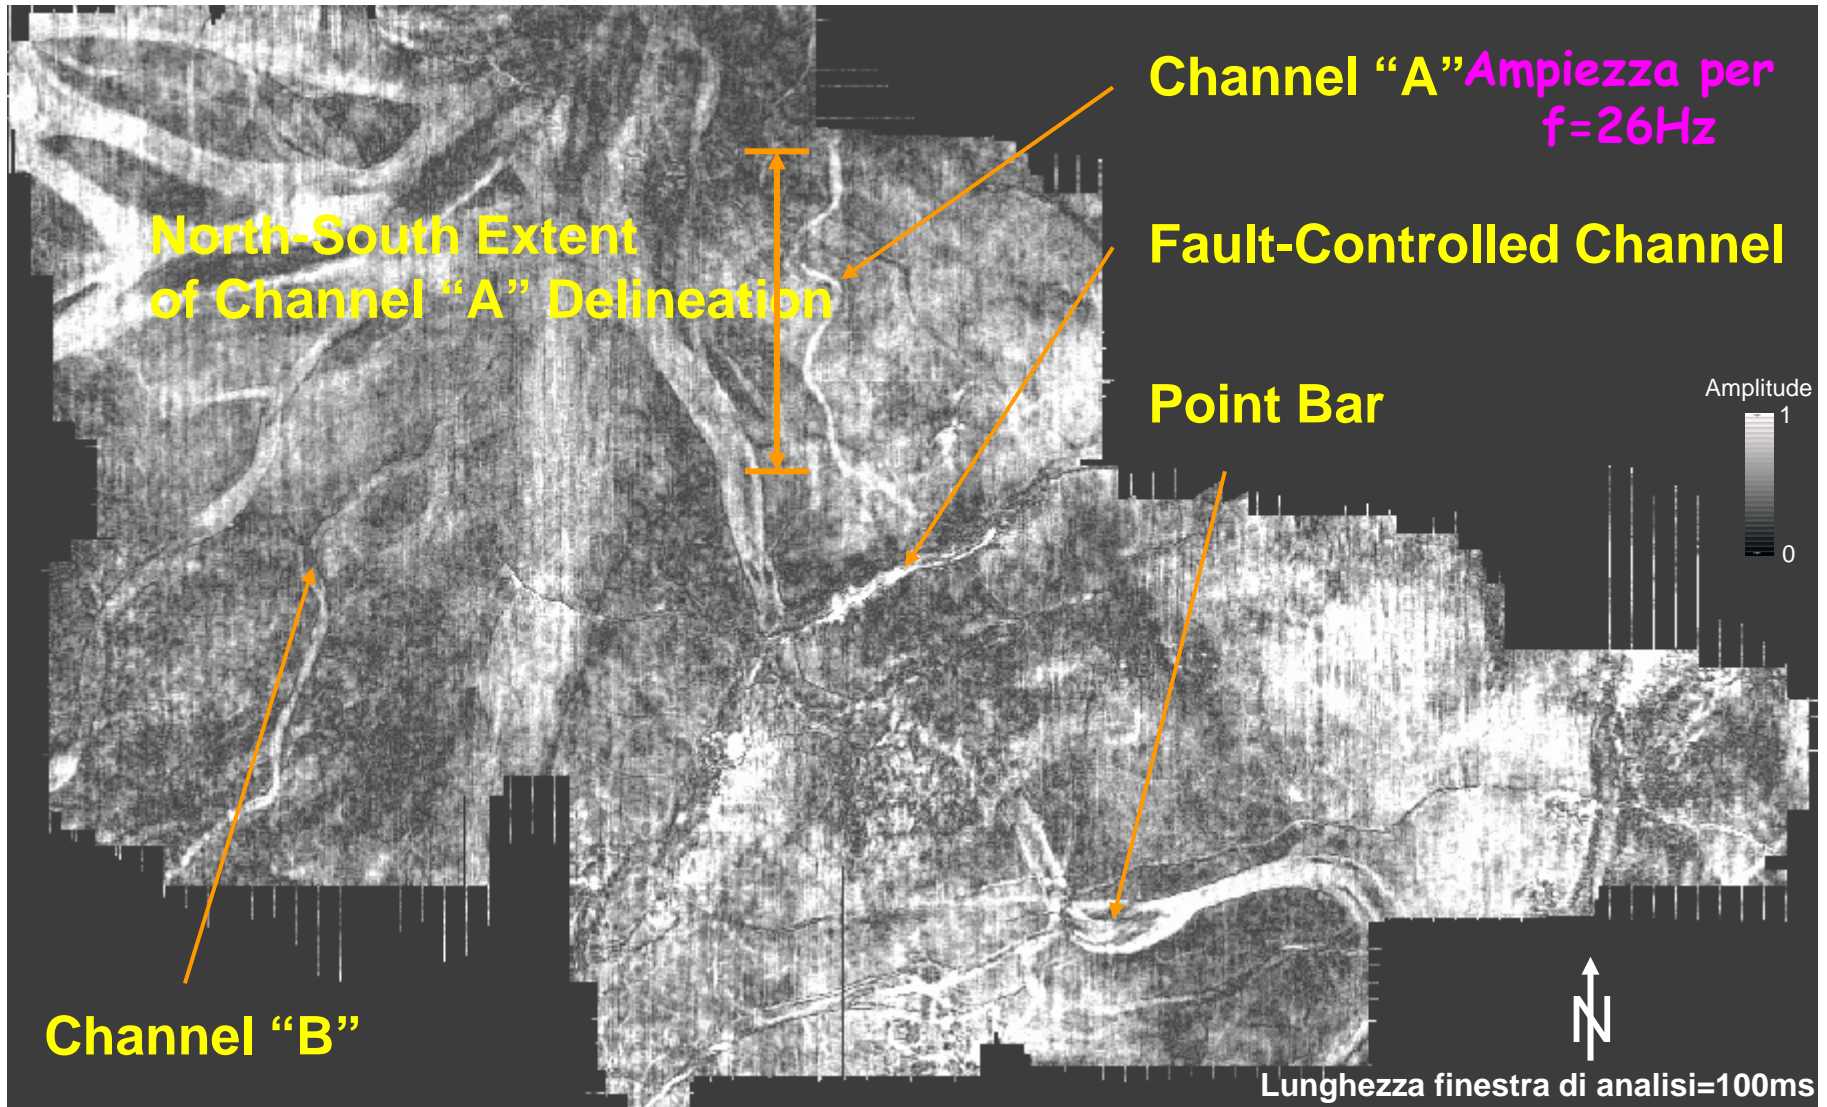 Channel “A”
Ampiezza per
f=26Hz
North-South Extent
of Channel “A” Delineation
Fault-Controlled Channel
Point Bar
Amplitude
1
0
Channel “B”
N
Lunghezza finestra di analisi=100ms